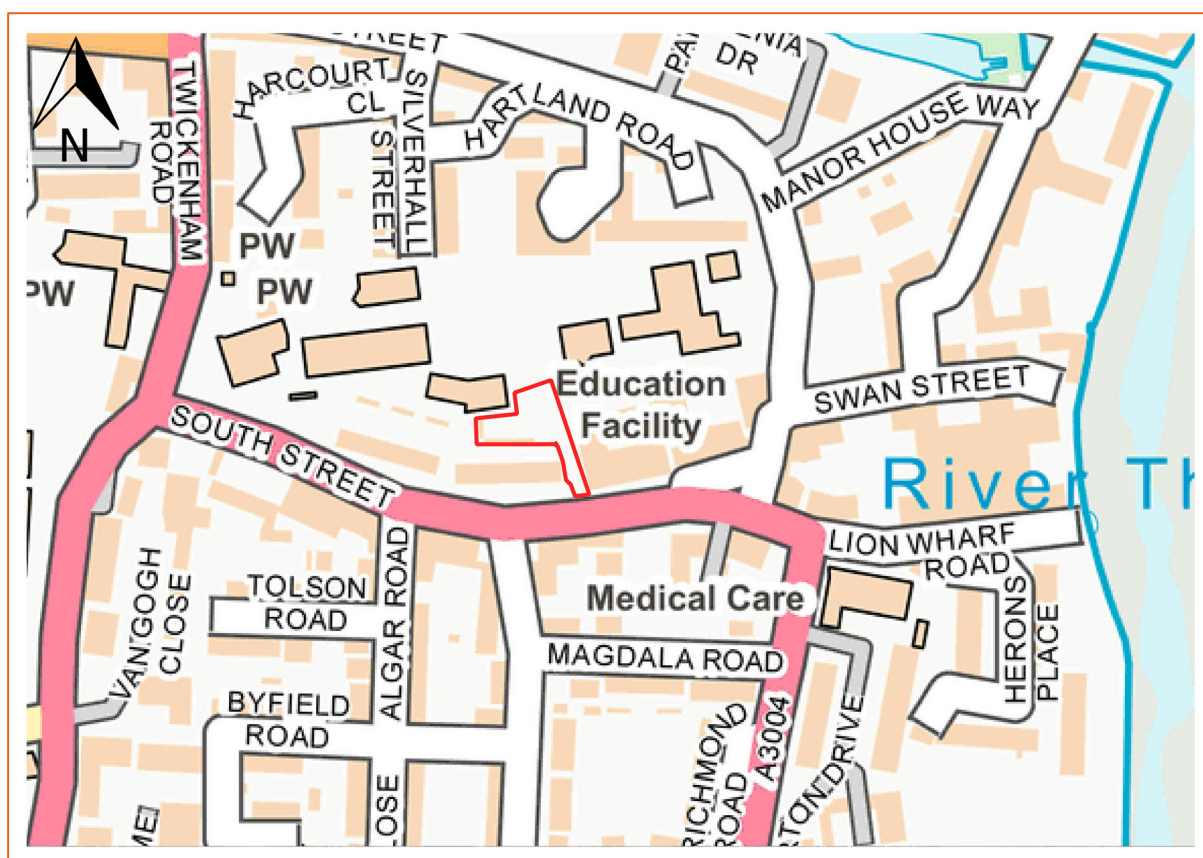 STREET
HARCOURT
CL
SILVERHALL
STREET
HARTLAND ROAD
DR
MANOR HOUSE WAY
N
TWICKENHAM
ROAD
PW
PW
PW
Education
Facility
SWAN STREET
SOUTH STREET
River Th
LION WHARF
ROAD
HERONS
PLACE
Medical Care
VAN GOGH
CLOSE
TOLSON
ROAD
ALGAR ROAD
MAGDALA ROAD
BYFIELD
ROAD
RICHMOND
ROAD
A3004
RTON DRIVE
LOSE